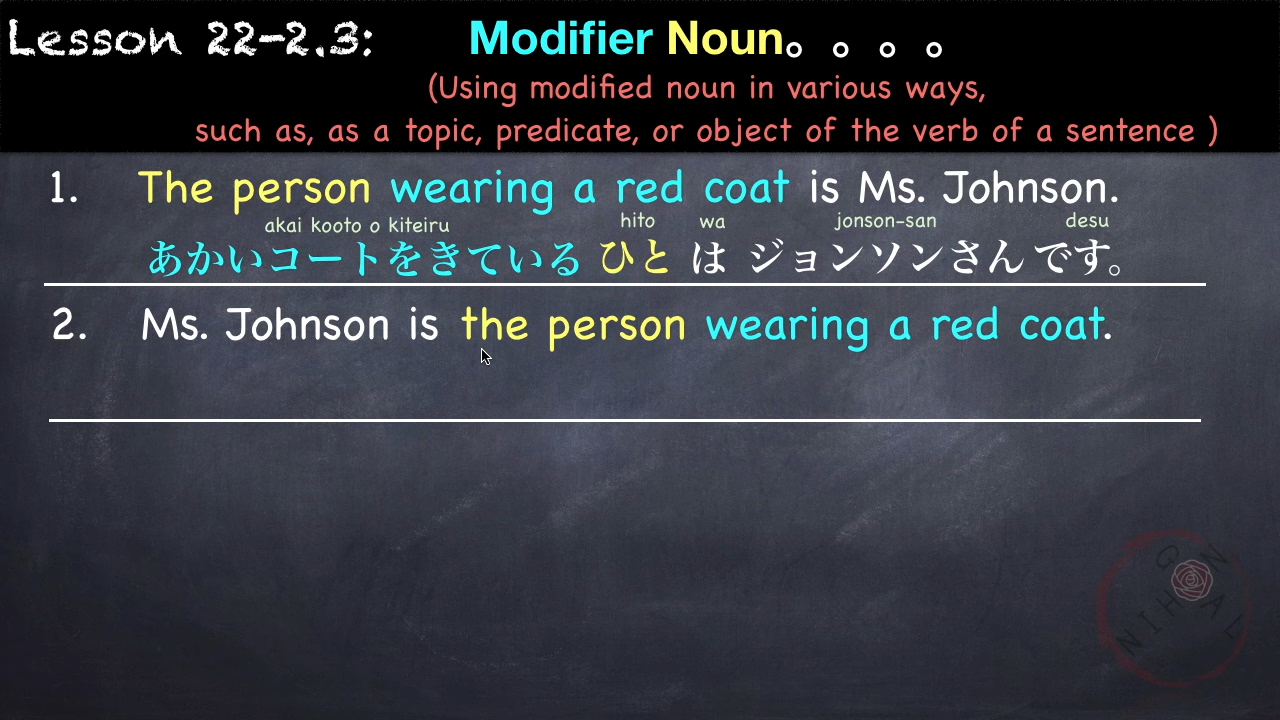 Lesson 22-2.3: Modifier Noun。。。。
(Using modified noun in various ways,
such as, as a topic, predicate, or object of the verb of a sentence )
1. The person wearing a red coat is Ms. Johnson.
akai kooto o kiteiru hito wa jonson-san desu
あかいコートをきている ひと は ジョンソンさん です。
2. Ms. Johnson is the person wearing a red coat.
NIHONGOAL